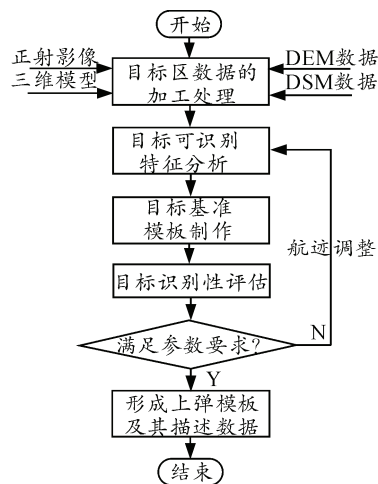 开始
正射影像
三维模型
目标区数据的
加工处理
DEM数据
DSM数据
目标可识别
特征分析
目标基准
模板制作
航迹调整
目标识别性评估
满足参数要求?
N
Y
形成上弹模板
及其描述数据
结束